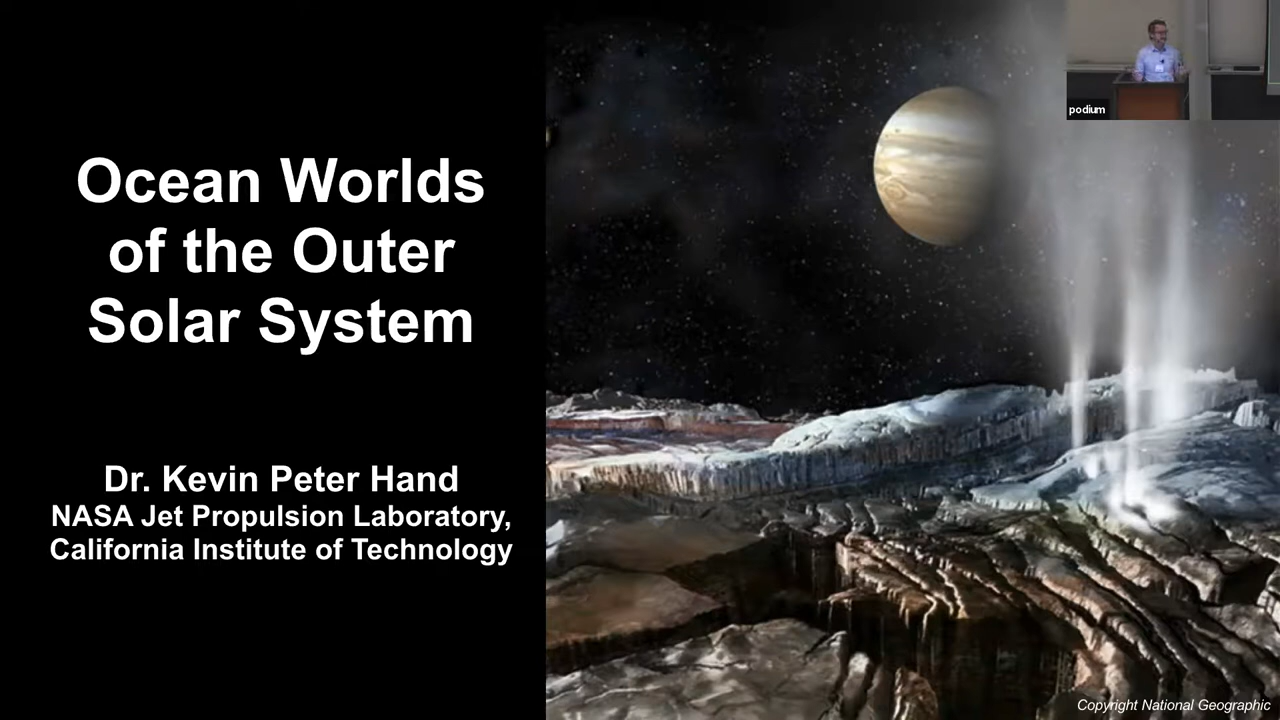 Ocean Worlds
of the Outer
Solar System
Dr. Kevin Peter Hand
NASA Jet Propulsion Laboratory,
California Institute of Technology
podium
Copyright National Geographic